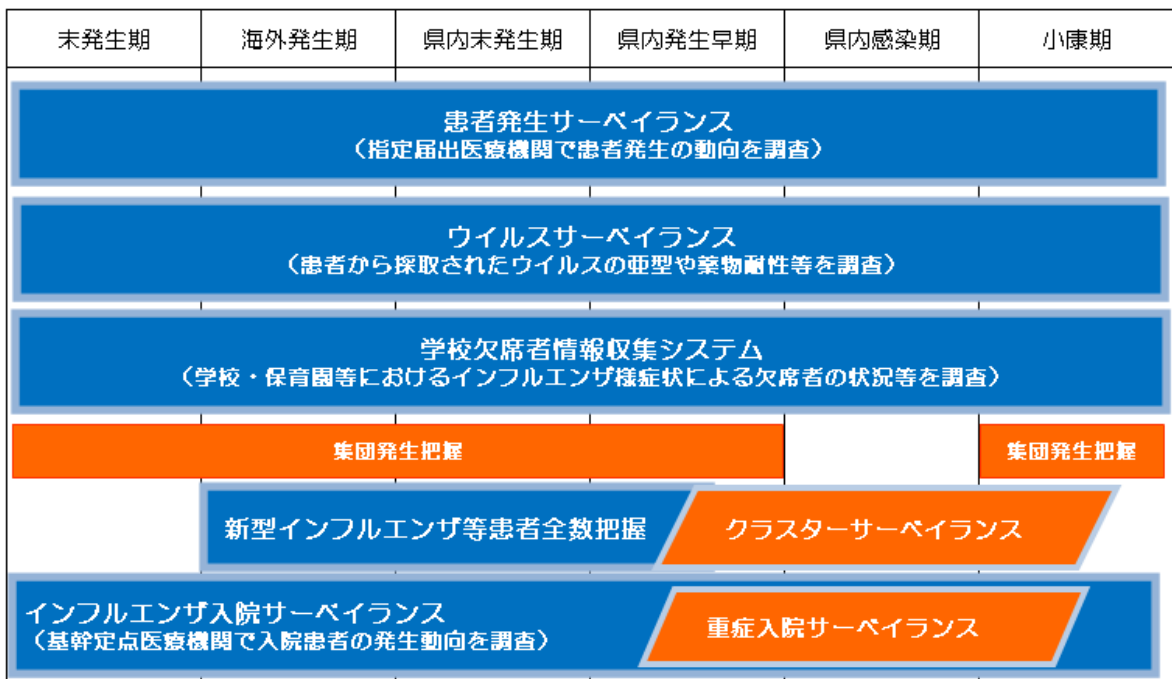 末発生期 海外発生期 県内末発生期 県内発生早期 県内感染期 小康期
患者発生サーベイランス
（指定届出医療機関で患者発生の動向を調査）
ウイルスサーベイランス
（患者から採取されたウイルスの亜型や薬物耐性等を調査）
学校欠席者情報収集システム
（学校・保育園等におけるインフルエンザ様症状による欠席者の状況等を調査）
集団発生把握 集団発生把握
新型インフルエンザ等患者全数把握 クラスターサーベイランス
インフルエンザ入院サーベイランス
（基幹定点医療機関で入院患者の発生動向を調査）
重症入院サーベイランス